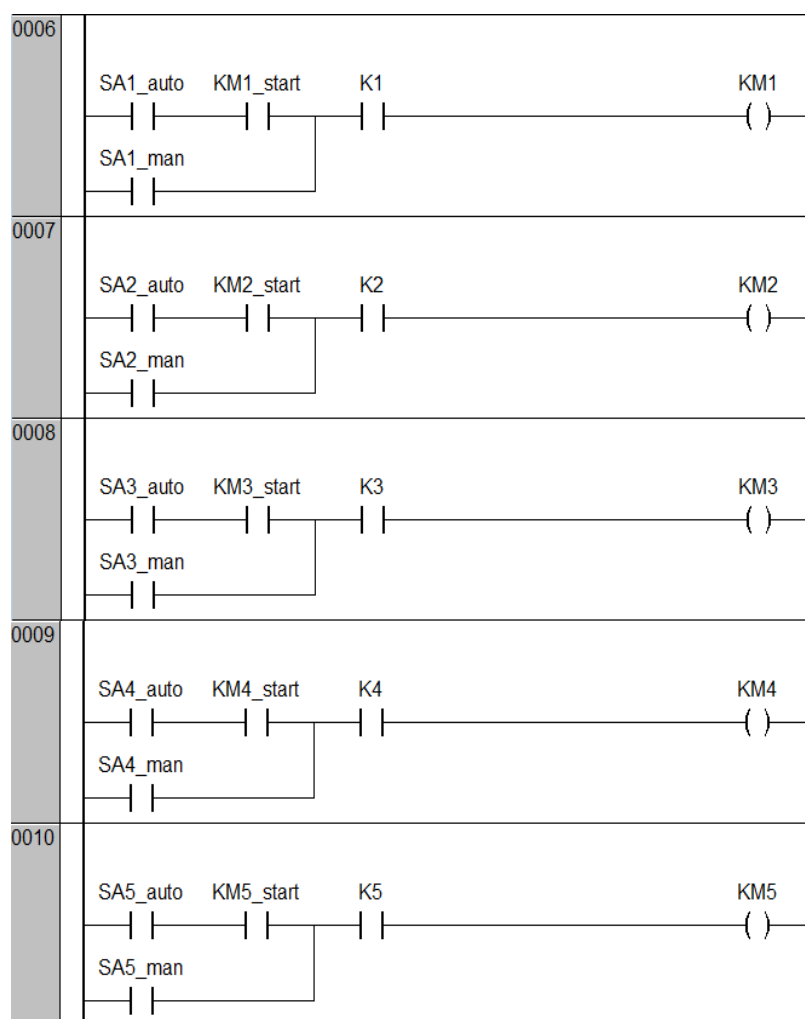 0006
SA1_auto KM1_start K1 KM1
SA1_man
0007
SA2_auto KM2_start K2 KM2
SA2_man
0008
SA3_auto KM3_start K3 KM3
SA3_man
0009
SA4_auto KM4_start K4 KM4
SA4_man
0010
SA5_auto KM5_start K5 KM5
SA5_man